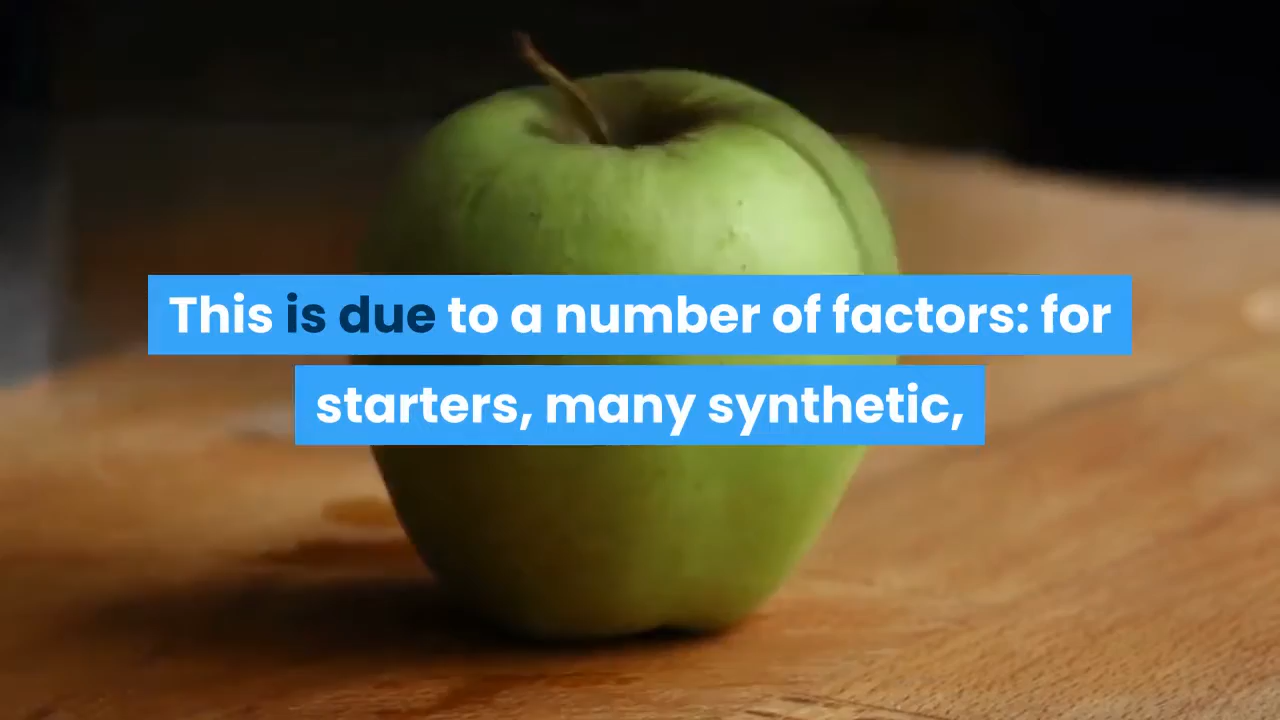 This is due to a number of factors: for
starters, many synthetic,